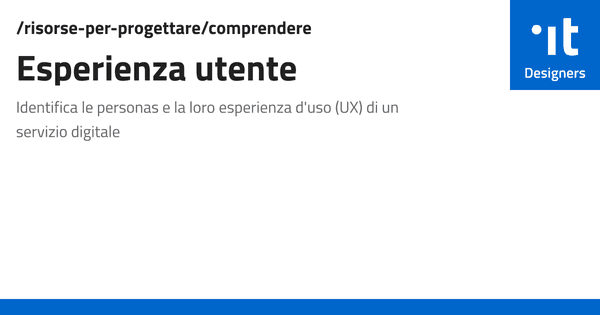 /risorse-per-progettare/comprendere
Esperienza utente
Identifica le personas e la loro esperienza d'uso (UX) di un
servizio digitale
it
Designers